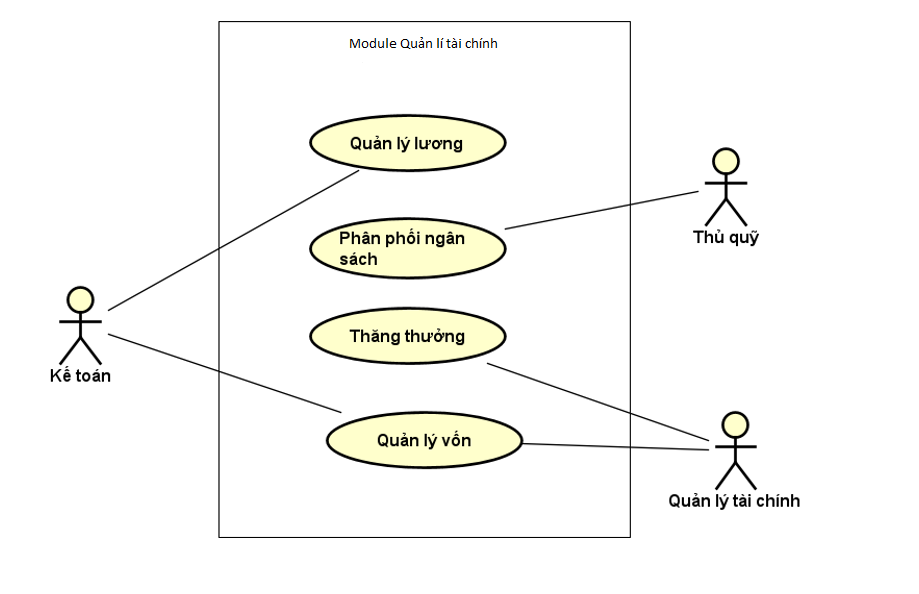 Module Quản lí tài chính
Quản lý lương
Phân phối ngân
sách
Thủ quỹ
Thăng thưởng
Kế toán
Quản lý vốn
Quản lý tài chính